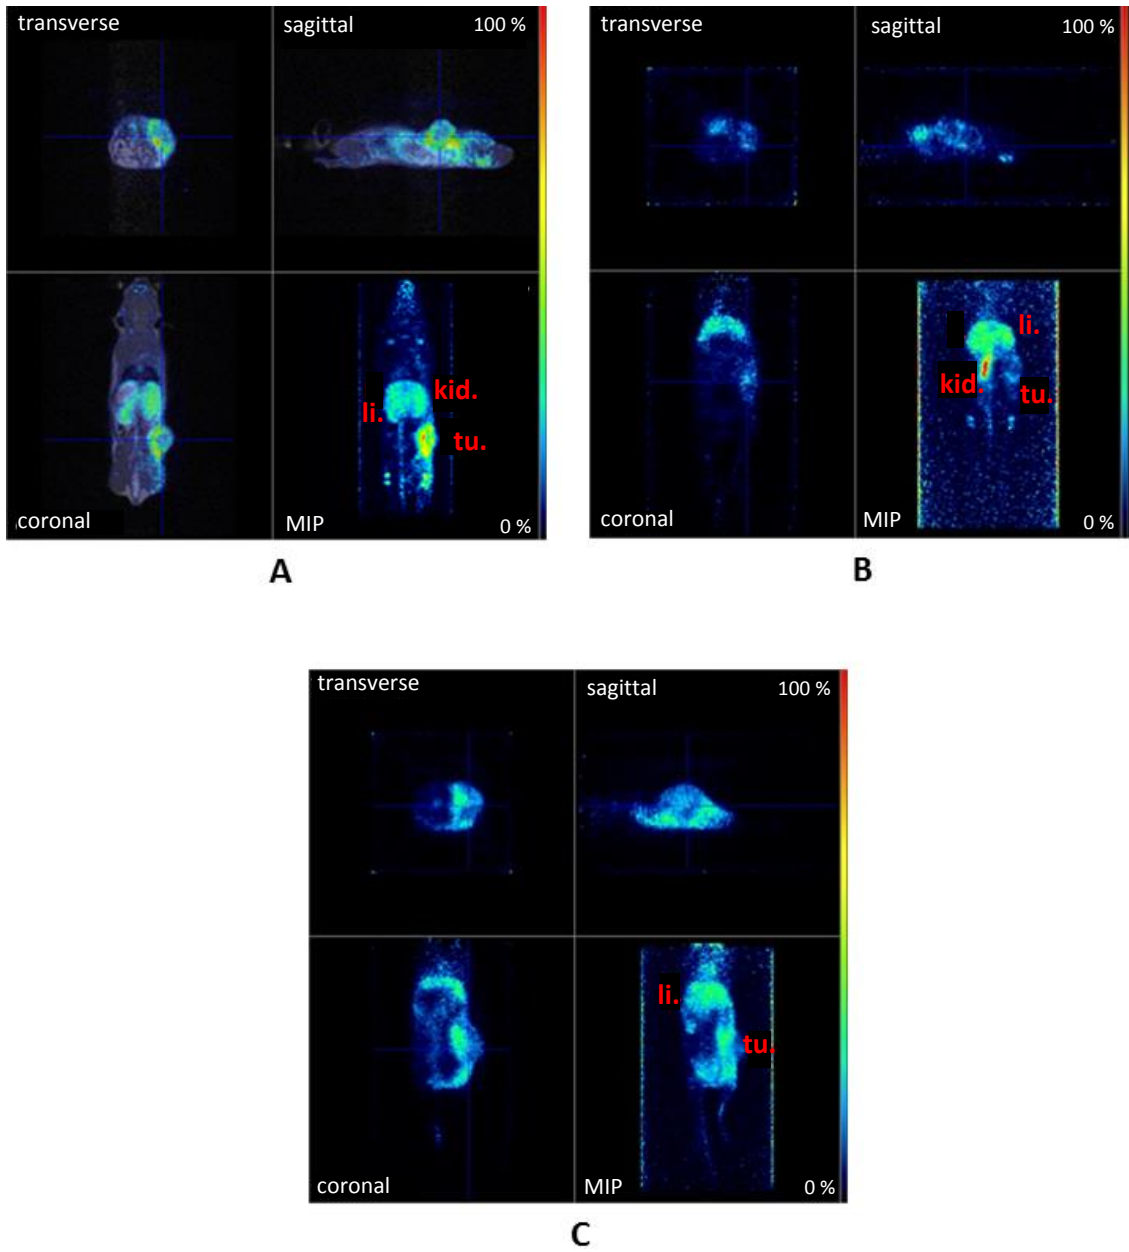 transverse
sagittal
100 %
li.
kid.
tu.
coronal
MIP
0 %
A
transverse
sagittal
100 %
li.
kid.
tu.
coronal
MIP
0 %
B
transverse
sagittal
100 %
li.
tu.
coronal
MIP
0 %
C